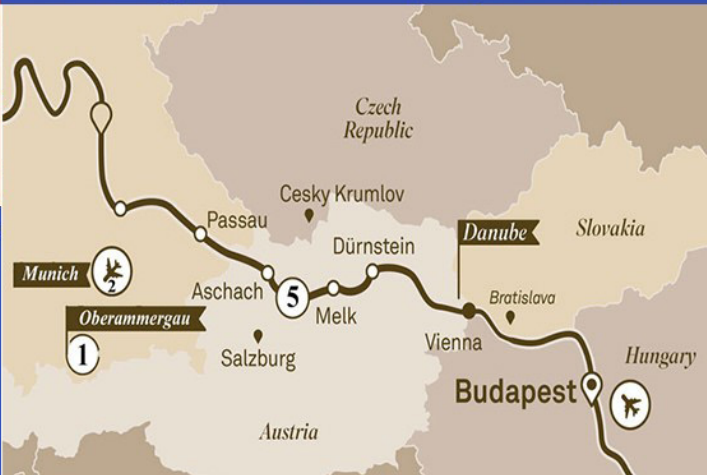 Czech
Republic
Cesky Krumlov
Passau
Dürnstein
Danube
Slovakia
Munich
2
Aschach
5
Melk
Bratislava
Oberammergau
1
Salzburg
Vienna
Hungary
Budapest
Austria